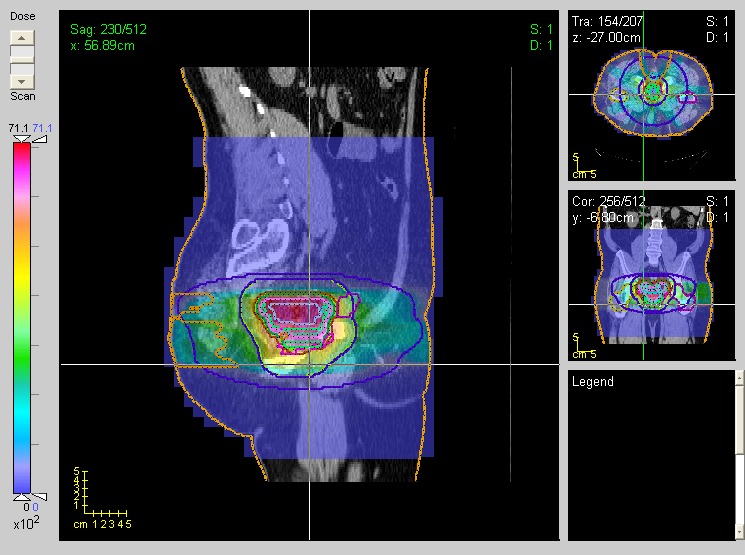 Dose
Scan
71.1 71.1
0 0
x10²
Sag: 230/512
x: 56.89cm
S: 1
D: 1
5
4
3
2
1
cm 1 2 3 4 5
Tra: 154/207
z: -27.00cm
S: 1
D: 1
5
cm 5
Cor: 256/512
y: -6.80cm
S: 1
D: 1
5
cm 5
Legend